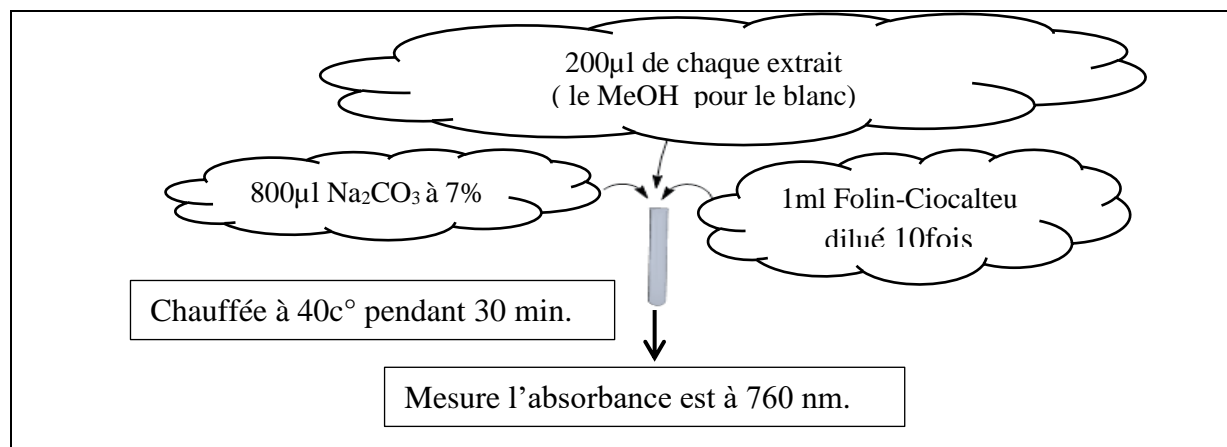 200µl de chaque extrait
( le MeOH pour le blanc)
800µl Na₂CO₃ à 7%
1ml Folin-Ciocalteu
dilué 10fois
Chauffée à 40c° pendant 30 min.
Mesure l’absorbance est à 760 nm.